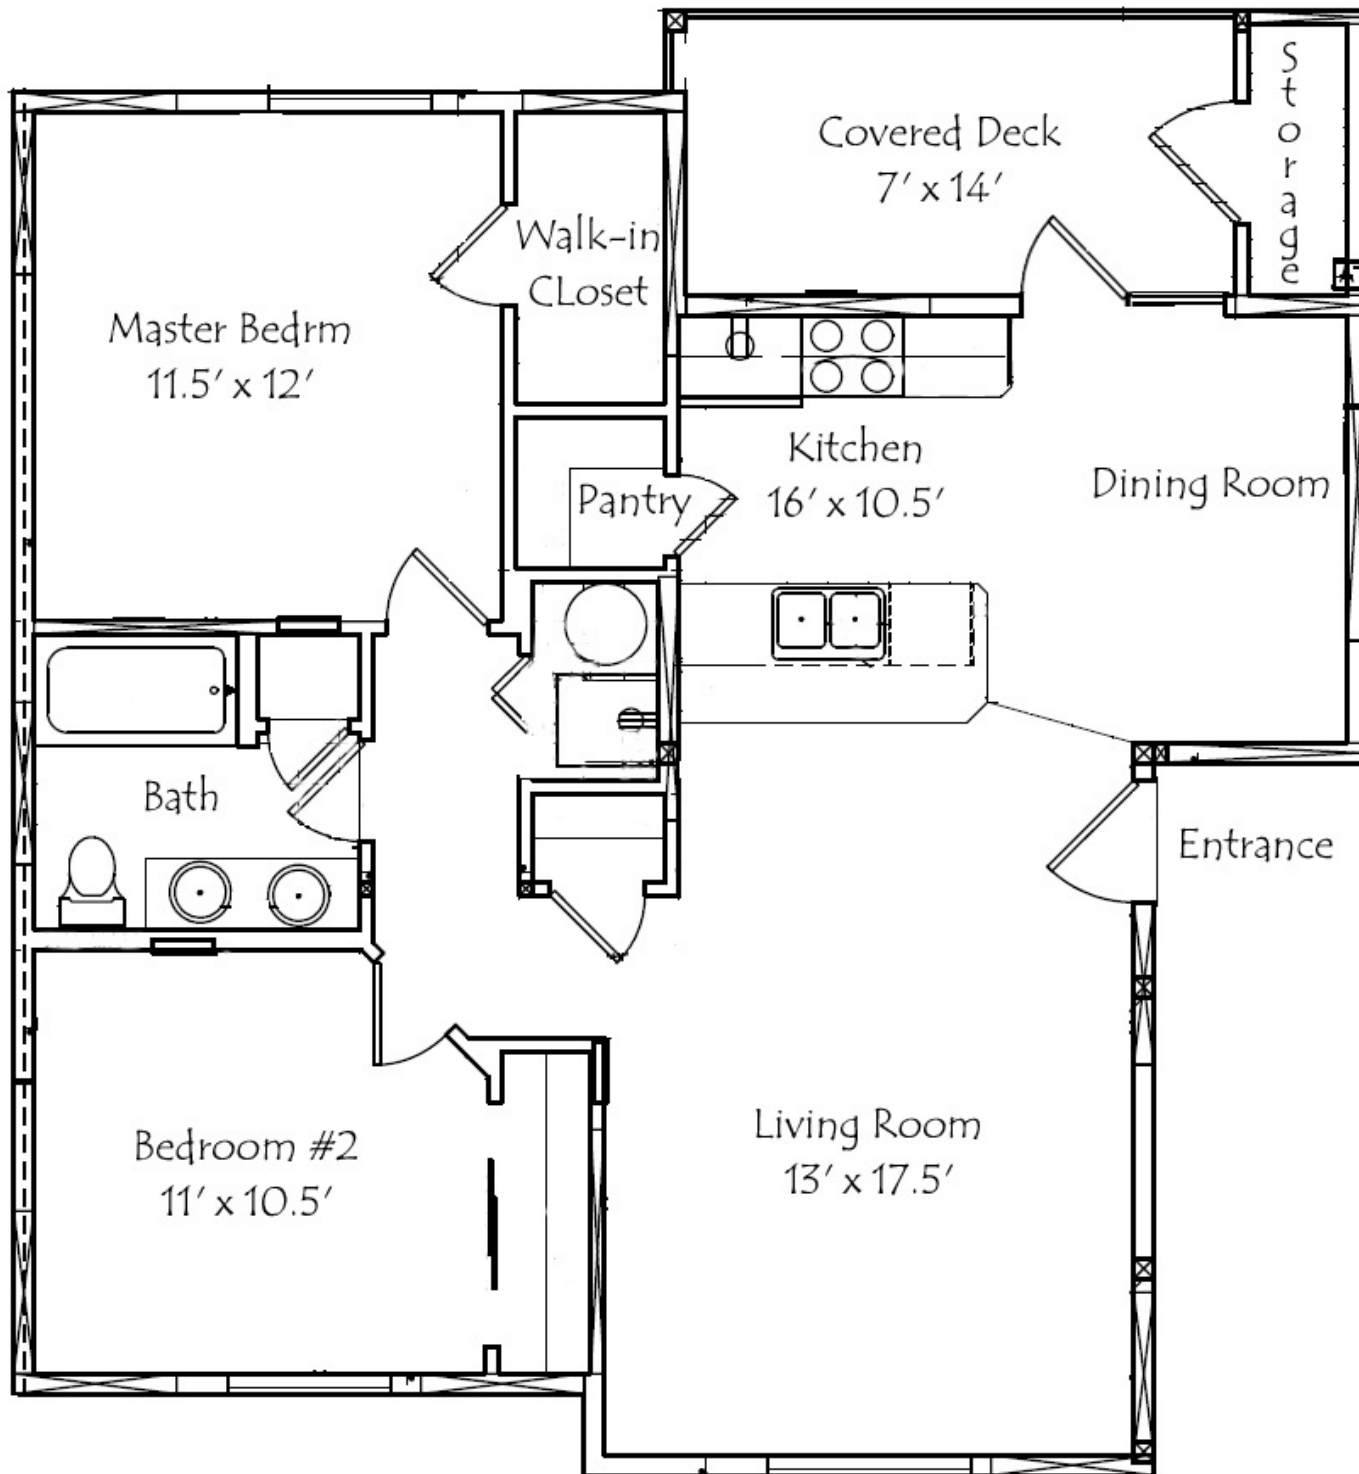 Covered Deck
7' x 14'
Storage
Walk-in
CLoset
Master Bedrm
11.5' x 12'
Kitchen
16' x 10.5'
Dining Room
Pantry
Bath
Entrance
Living Room
13' x 17.5'
Bedroom #2
11' x 10.5'